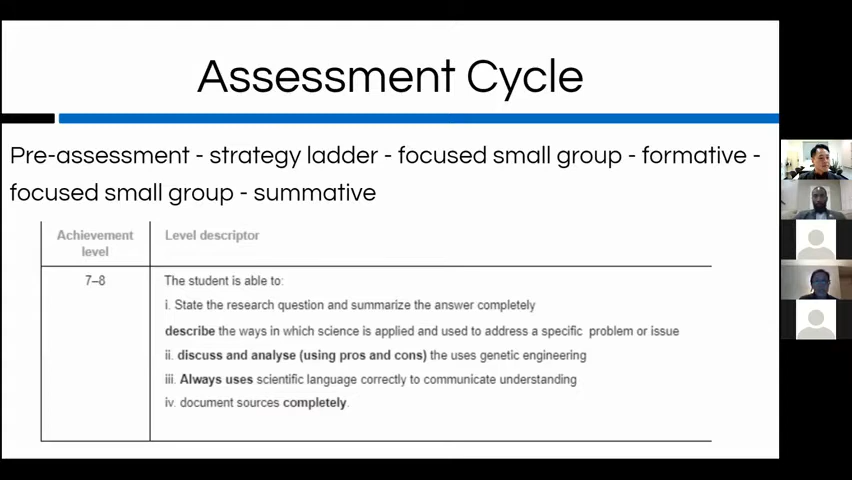 Assessment Cycle
Pre-assessment - strategy ladder - focused small group - formative -
focused small group - summative
Achievement level
Level descriptor
7–8
The student is able to:
i. State the research question and summarize the answer completely
describe the ways in which science is applied and used to address a specific problem or issue
ii. discuss and analyse (using pros and cons) the uses genetic engineering
iii. Always uses scientific language correctly to communicate understanding
iv. document sources completely.